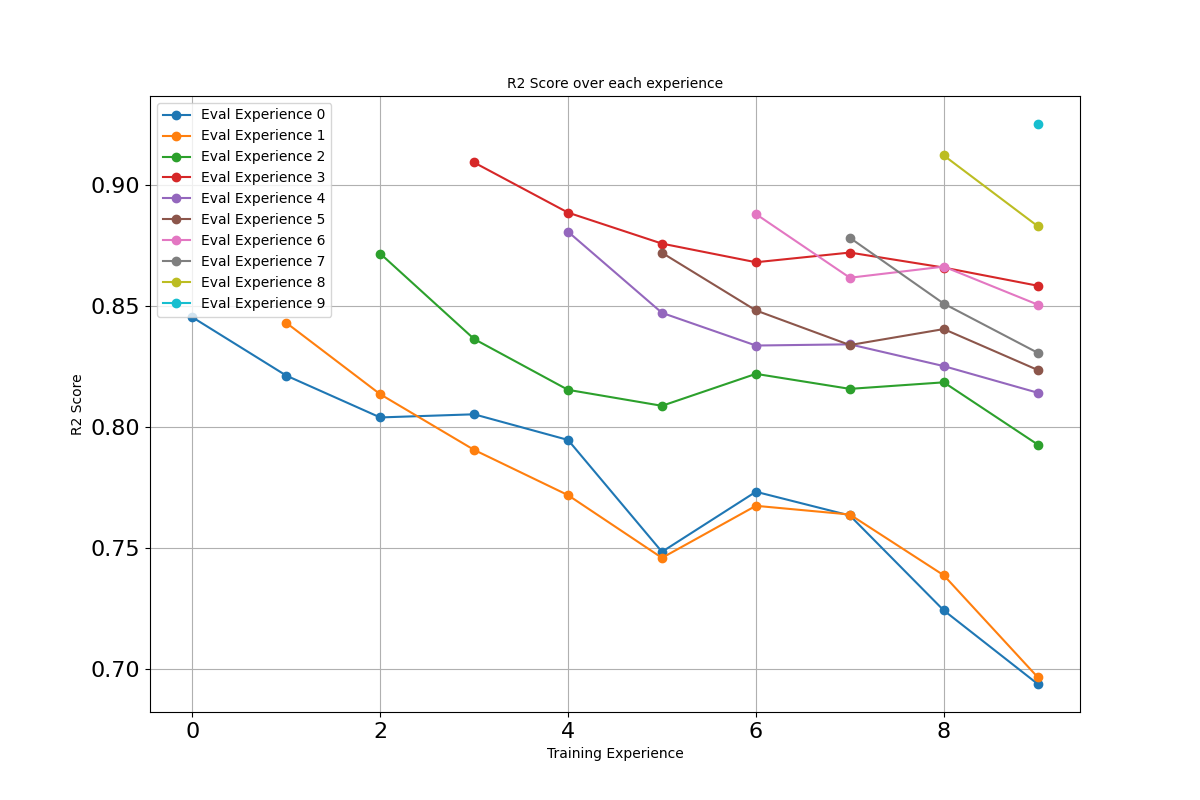 R2 Score over each experience
Eval Experience 0
Eval Experience 1
Eval Experience 2
Eval Experience 3
Eval Experience 4
Eval Experience 5
Eval Experience 6
Eval Experience 7
Eval Experience 8
Eval Experience 9
0.90
0.85
0.80
0.75
0.70
R2 Score
0 2 4 6 8
Training Experience